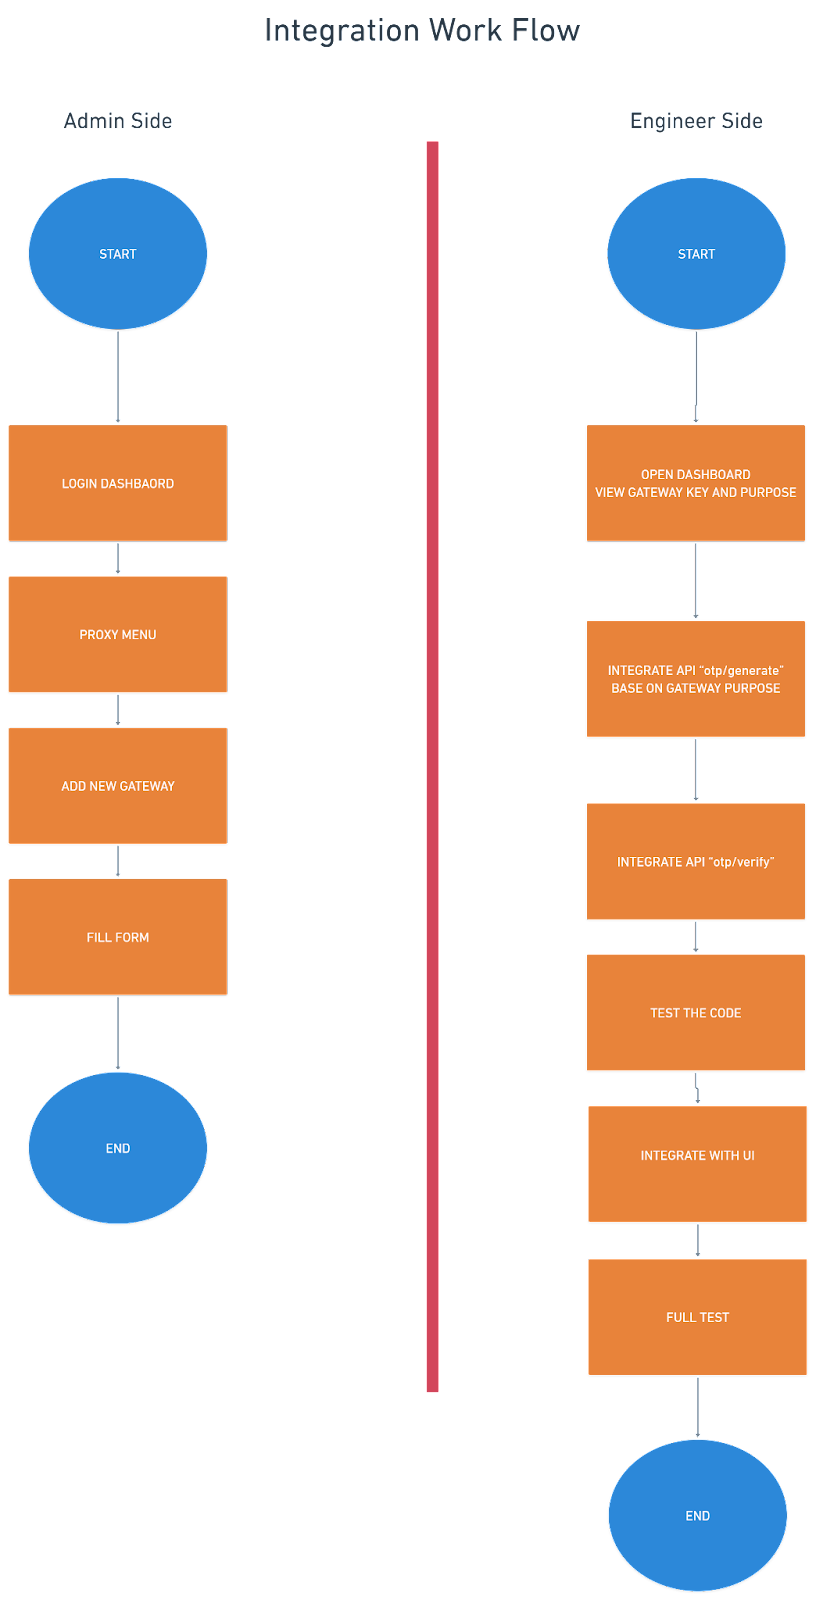 Integration Work Flow
Admin Side
START
LOGIN DASHBAORD
PROXY MENU
ADD NEW GATEWAY
FILL FORM
END
Engineer Side
START
OPEN DASHBOARD
VIEW GATEWAY KEY AND PURPOSE
INTEGRATE API "otp/generate"
BASE ON GATEWAY PURPOSE
INTEGRATE API "otp/verify"
TEST THE CODE
INTEGRATE WITH UI
FULL TEST
END